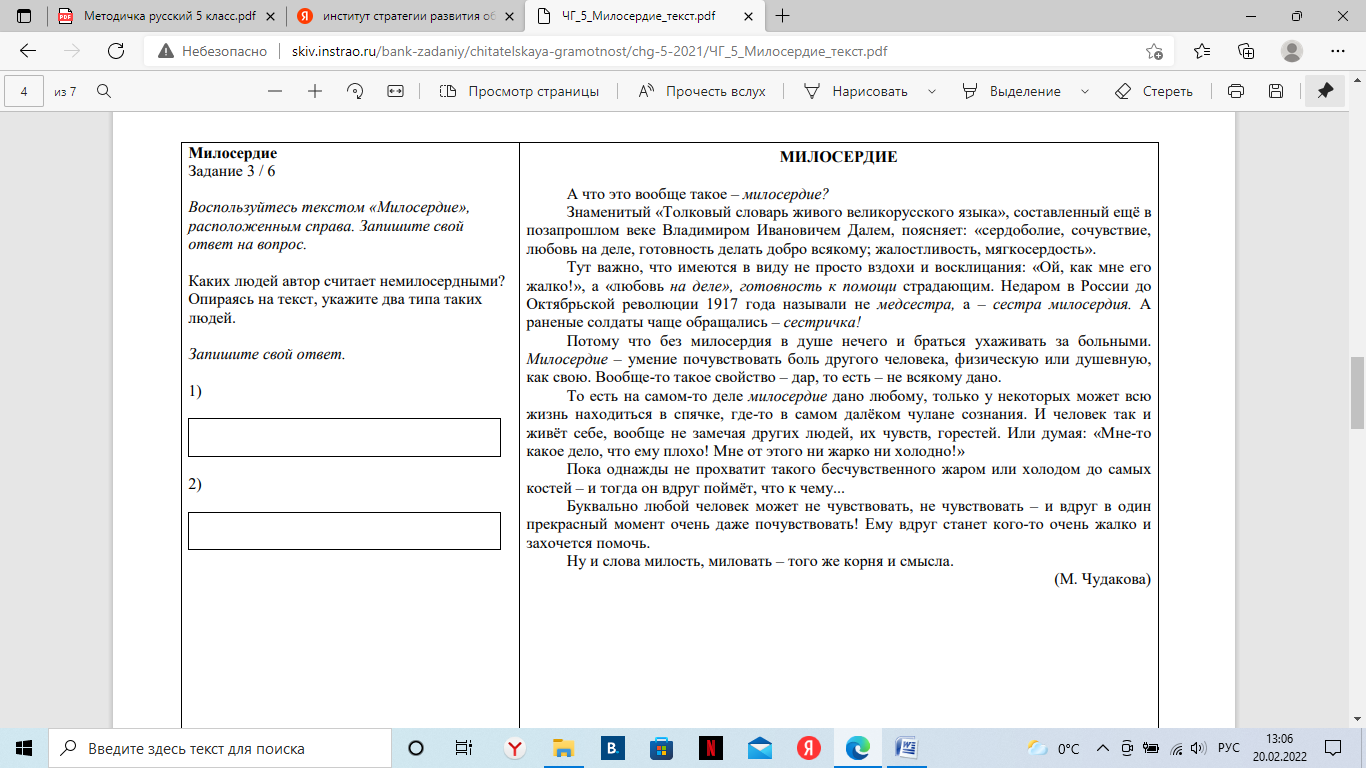 Методичка русский 5 класс.pdf
институт стратегии развития об
ЧГ_5_Милосердие_текст.pdf
Небезопасно
skiv.instrao.ru/bank-zadaniy/chitatelskaya-gramotnost/chg-5-2021/ЧГ_5_Милосердие_текст.pdf
4 из 7
Просмотр страницы
Прочесть вслух
Нарисовать
Выделение
Стереть
Милосердие
Задание 3 / 6
Воспользуйтесь текстом «Милосердие»,
расположенным справа. Запишите свой
ответ на вопрос.
Каких людей автор считает немилосердными?
Опираясь на текст, укажите два типа таких
людей.
Запишите свой ответ.
1)
2)
МИЛОСЕРДИЕ
А что это вообще такое – милосердие?
Знаменитый «Толковый словарь живого великорусского языка», составленный ещё в
позапрошлом веке Владимиром Ивановичем Далем, поясняет: «сердоболие, сочувствие,
любовь на деле, готовность делать добро всякому; жалостливость, мягкосердость».
Тут важно, что имеются в виду не просто вздохи и восклицания: «Ой, как мне его
жалко!», а «любовь на деле», готовность к помощи страдающим. Недаром в России до
Октябрьской революции 1917 года называли не медсестра, а – сестра милосердия. А
раненые солдаты чаще обращались – сестричка!
Потому что без милосердия в душе нечего и браться ухаживать за больными.
Милосердие – умение почувствовать боль другого человека, физическую или душевную,
как свою. Вообще-то такое свойство – дар, то есть – не всякому дано.
То есть на самом-то деле милосердие дано любому, только у некоторых может всю
жизнь находиться в спячке, где-то в самом далёком чулане сознания. И человек так и
живёт себе, вообще не замечая других людей, их чувств, горестей. Или думая: «Мне-то
какое дело, что ему плохо! Мне от этого ни жарко ни холодно!»
Пока однажды не прохватит такого бесчувственного жаром или холодом до самых
костей – и тогда он вдруг поймёт, что к чему...
Буквально любой человек может не чувствовать, не чувствовать – и вдруг в один
прекрасный момент очень даже почувствовать! Ему вдруг станет кого-то очень жалко и
захочется помочь.
Ну и слова милость, миловать – того же корня и смысла.
(М. Чудакова)
Введите здесь текст для поиска
0°C
РУС
13:06
20.02.2022